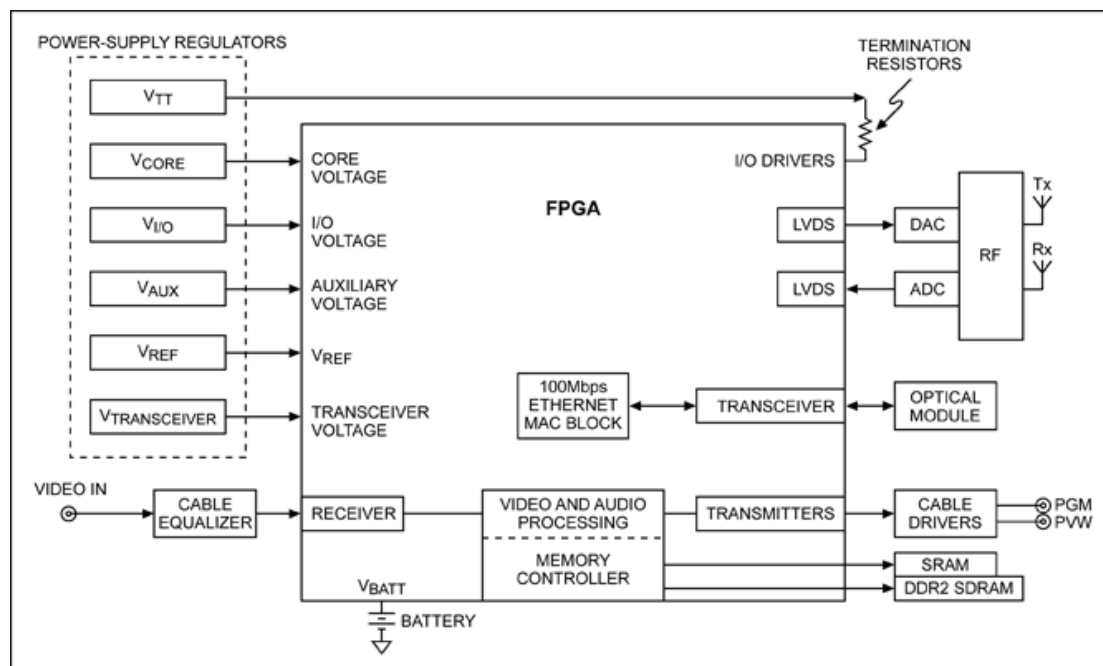 POWER-SUPPLY REGULATORS
TERMINATION
RESISTORS
VTT
VCORE
CORE
VOLTAGE
I/O DRIVERS
FPGA
VI/O
I/O
VOLTAGE
LVDS
DAC
RF
Tx
Rx
VAUX
AUXILIARY
VOLTAGE
LVDS
ADC
VREF
VREF
100Mbps
ETHERNET
MAC BLOCK
TRANSCEIVER
OPTICAL
MODULE
VTRANSCEIVER
TRANSCEIVER
VOLTAGE
VIDEO IN
CABLE
EQUALIZER
RECEIVER
VIDEO AND AUDIO
PROCESSING
TRANSMITTERS
CABLE
DRIVERS
PGM
PVW
MEMORY
CONTROLLER
SRAM
DDR2 SDRAM
VBATT
BATTERY